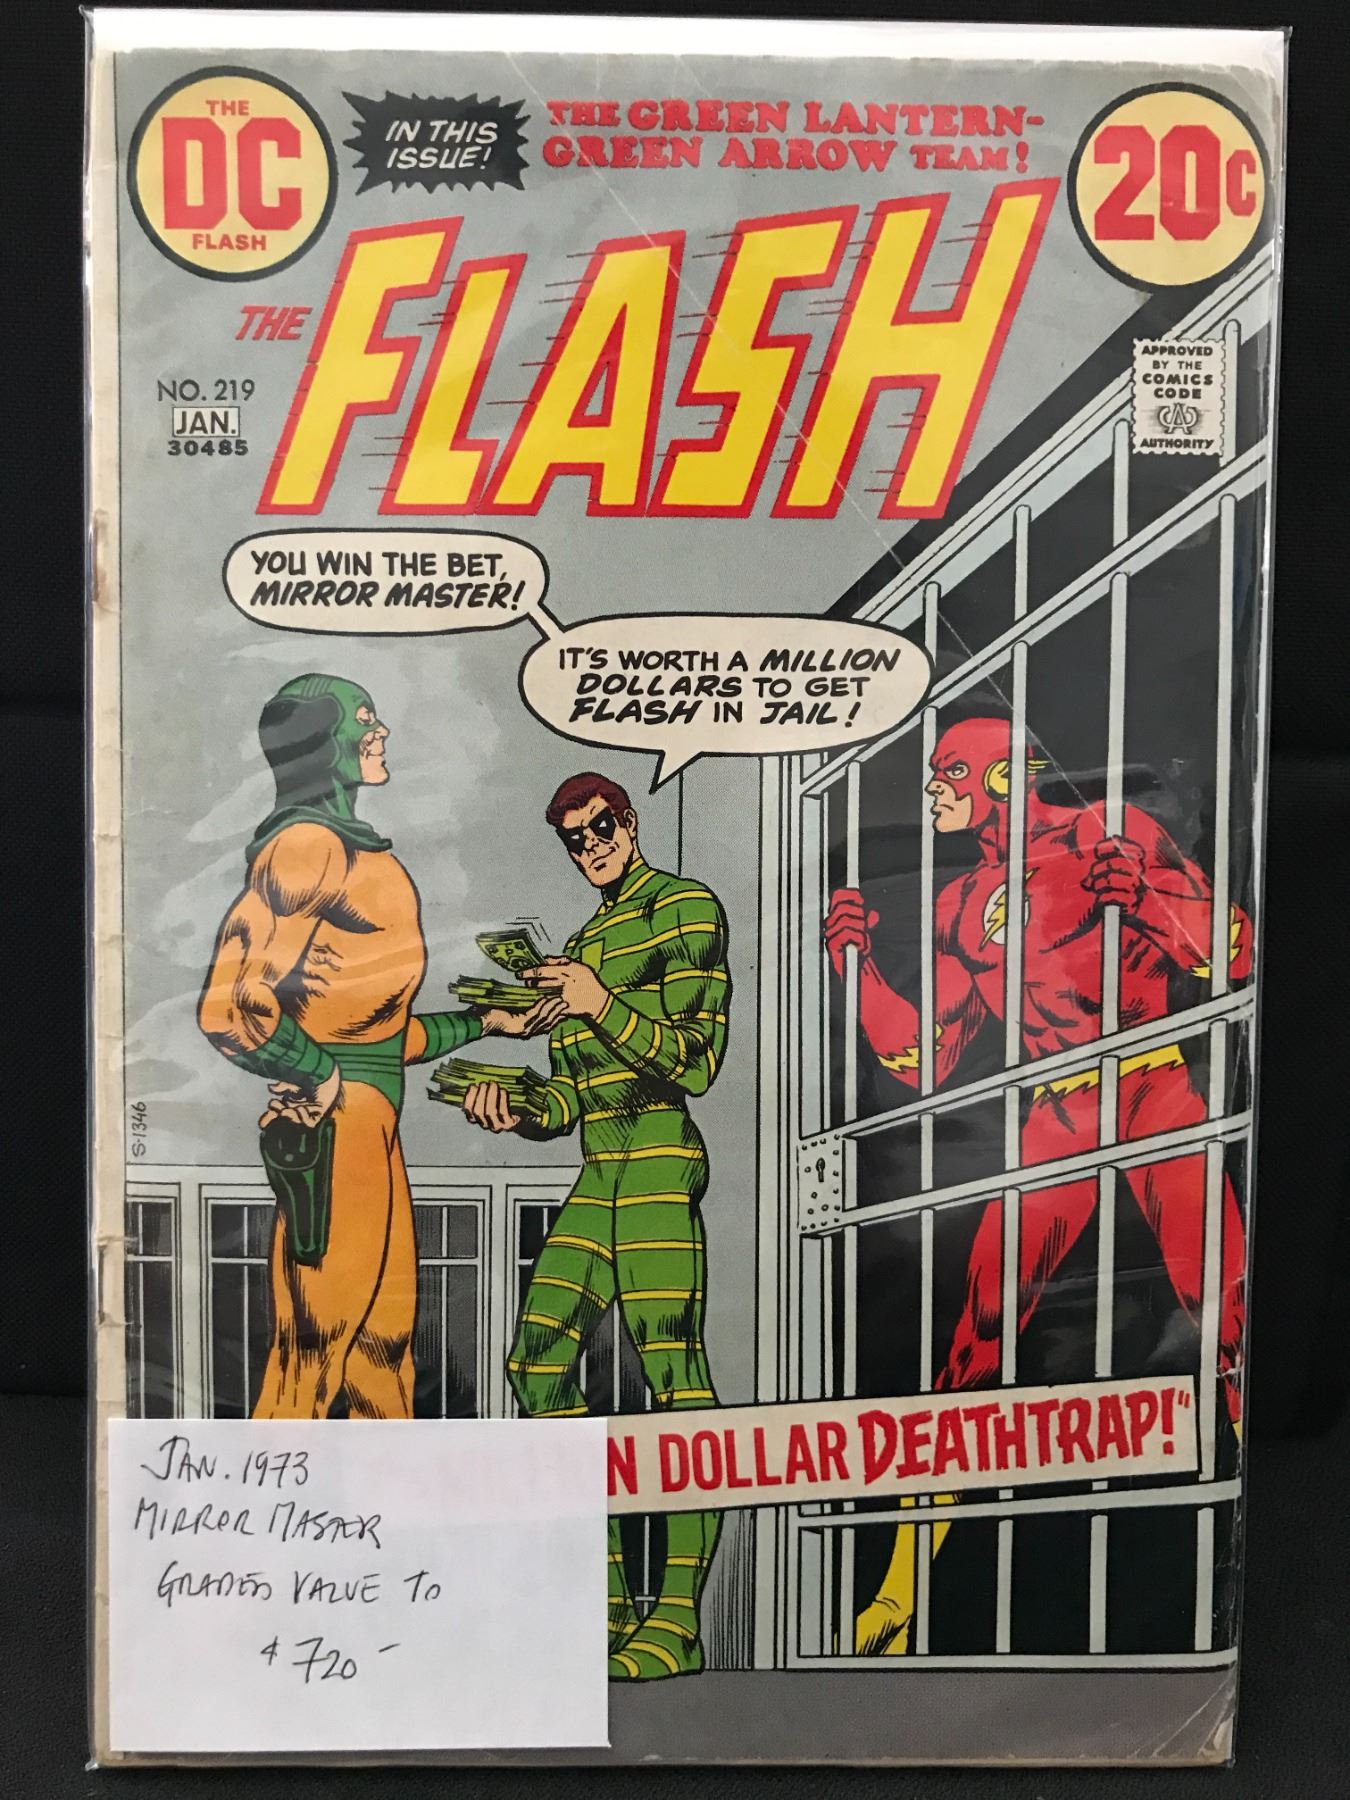 THE
DC
FLASH
IN THIS
ISSUE!
THE GREEN LANTERN-
GREEN ARROW TEAM!
20¢
THE FLASH
NO. 219
JAN.
30485
APPROVED
BY THE
COMICS
CODE
AUTHORITY
YOU WIN THE BET,
MIRROR MASTER!
IT'S WORTH A MILLION
DOLLARS TO GET
FLASH IN JAIL!
S-1346
N DOLLAR DEATHTRAP!"
JAN. 1973
MIRROR MASTER
GRADED VALUE TO
$720-